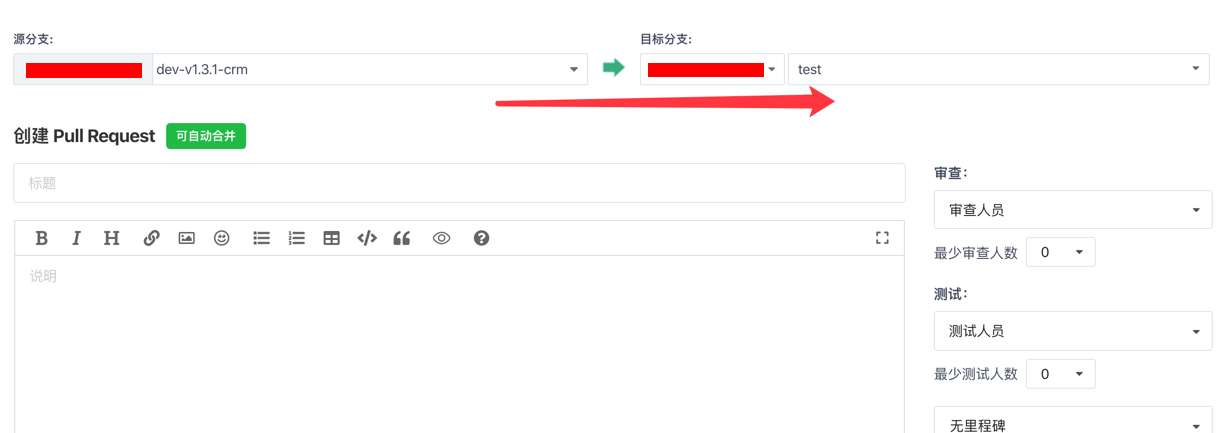 源分支:
目标分支:
dev-v1.3.1-crm
test
创建 Pull Request 可自动合并
标题
审查：
审查人员
B I H
最少审查人数 0
说明
测试：
测试人员
最少测试人数 0
无里程碑